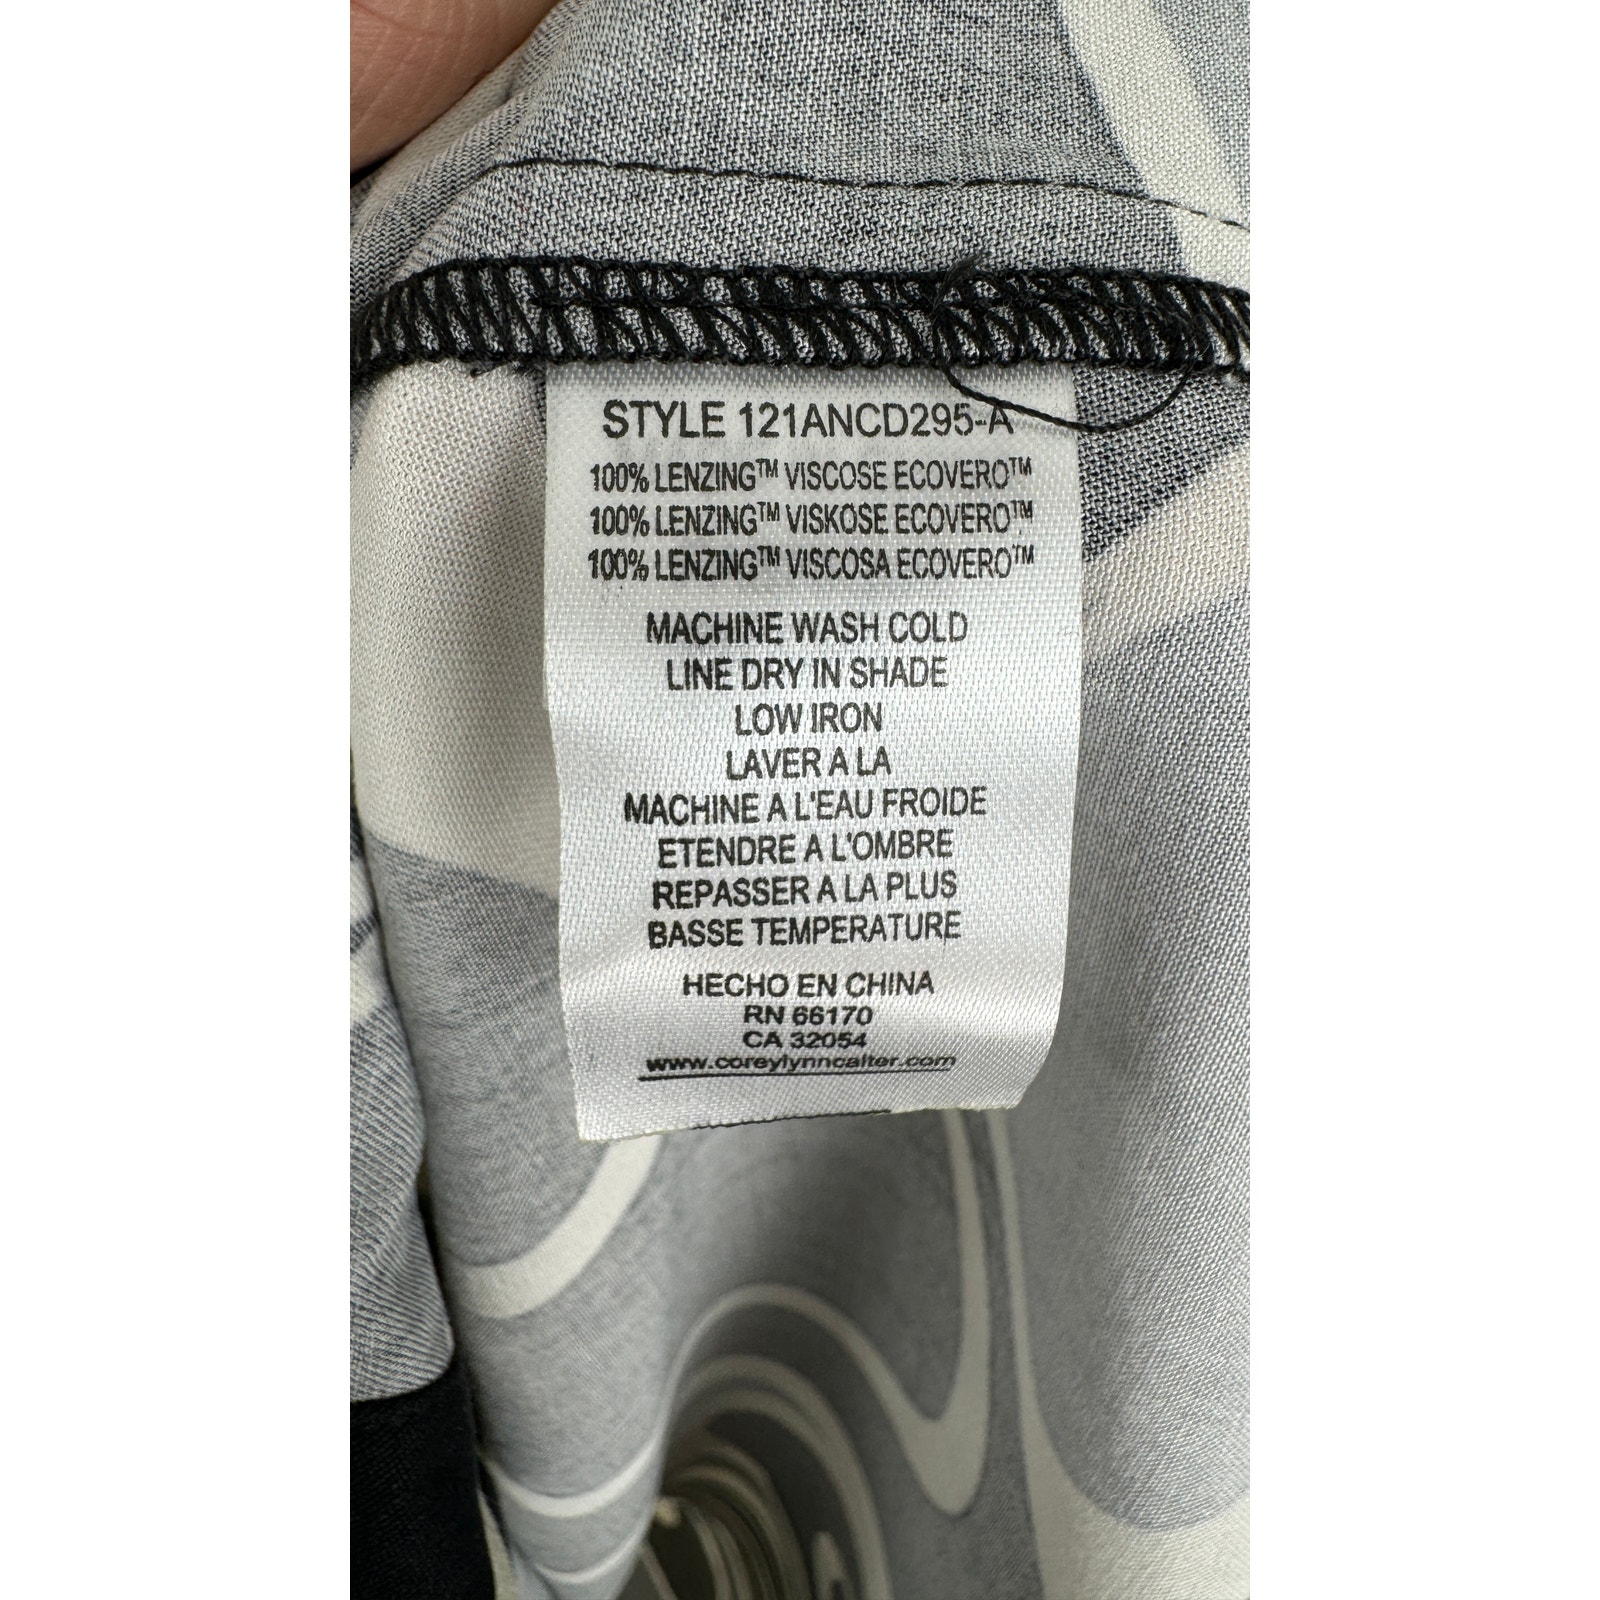 STYLE 121ANCD295-A
100% LENZING™ VISCOSE ECOVERO™
100% LENZING™ VISKOSE ECOVERO™
100% LENZING™ VISCOSA ECOVERO™
MACHINE WASH COLD
LINE DRY IN SHADE
LOW IRON
LAVER A LA
MACHINE A L'EAU FROIDE
ETENDRE A L'OMBRE
REPASSER A LA PLUS
BASSE TEMPERATURE
HECHO EN CHINA
RN 66170
CA 32054
www.coreylynncalter.com